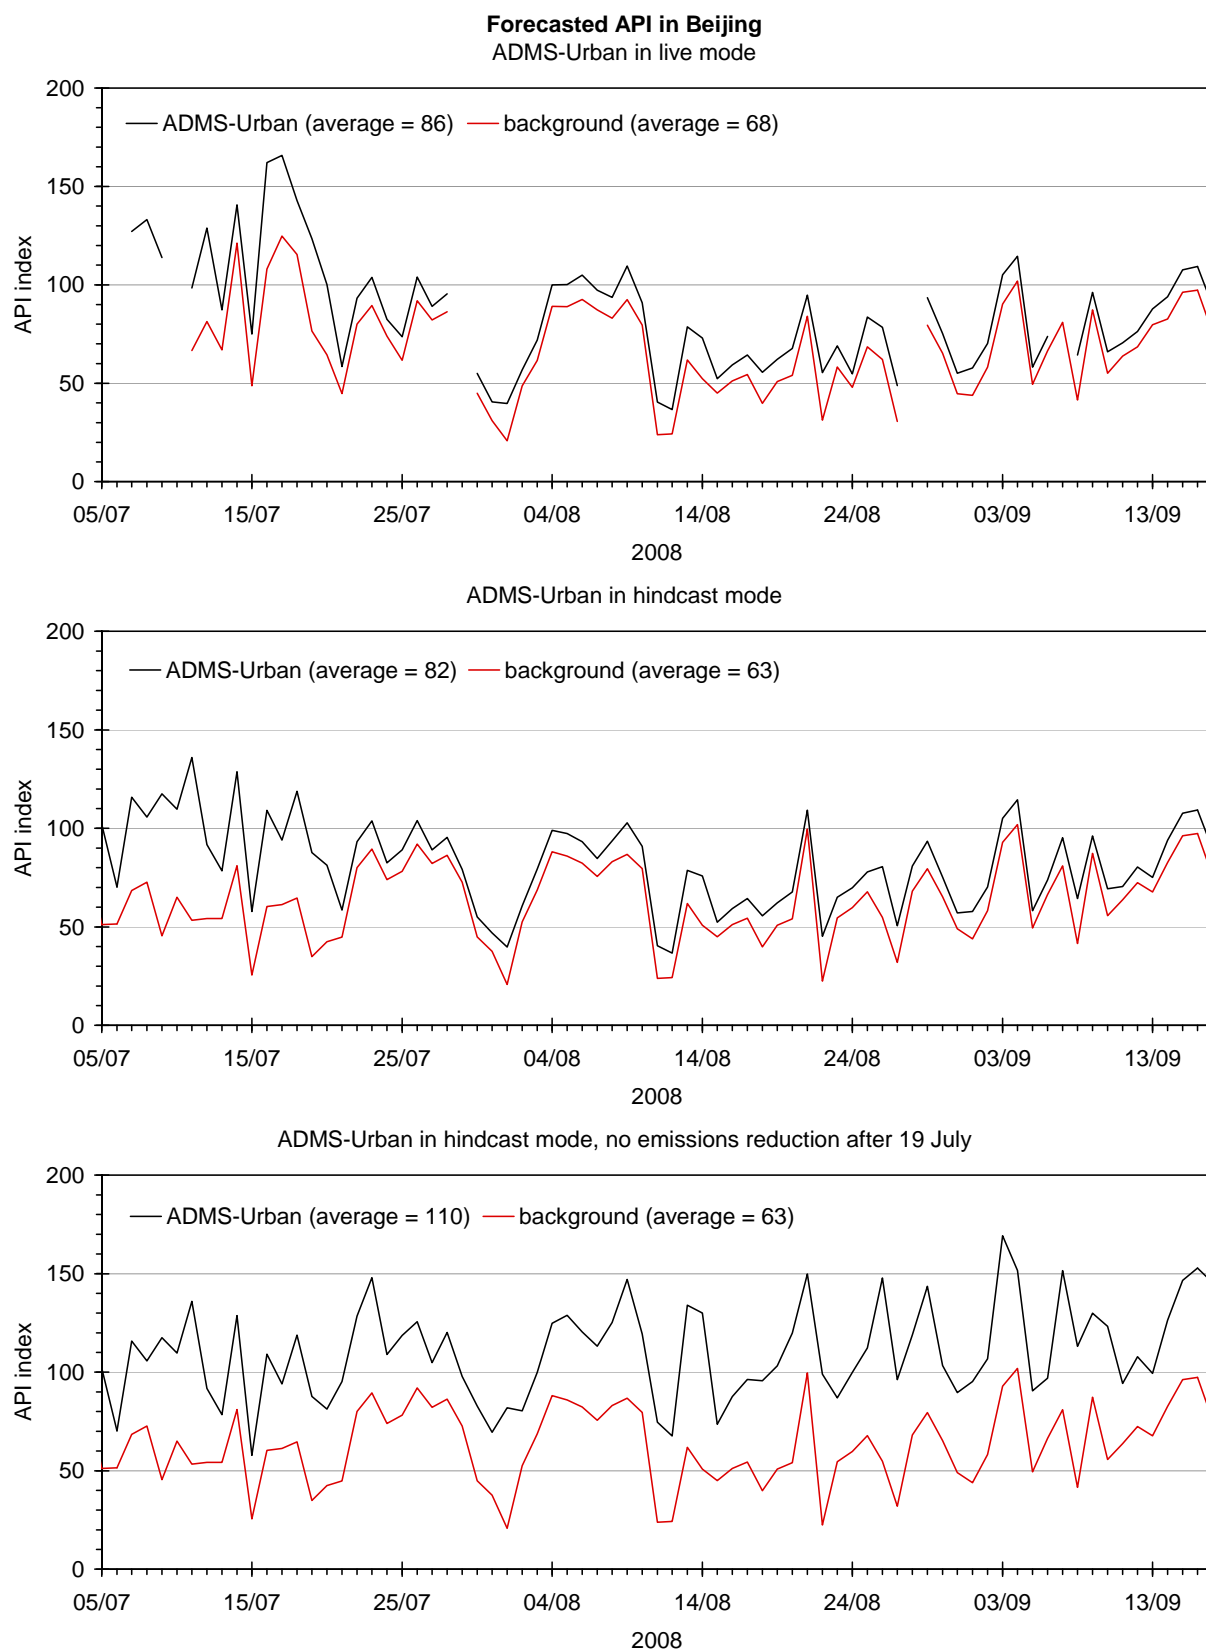 Forecasted API in Beijing
ADMS-Urban in live mode
200
ADMS-Urban (average = 86) background (average = 68)
150
API index
100
50
0
05/07 15/07 25/07 04/08 14/08 24/08 03/09 13/09
2008
ADMS-Urban in hindcast mode
200
ADMS-Urban (average = 82) background (average = 63)
150
API index
100
50
0
05/07 15/07 25/07 04/08 14/08 24/08 03/09 13/09
2008
ADMS-Urban in hindcast mode, no emissions reduction after 19 July
200
ADMS-Urban (average = 110) background (average = 63)
150
API index
100
50
0
05/07 15/07 25/07 04/08 14/08 24/08 03/09 13/09
2008